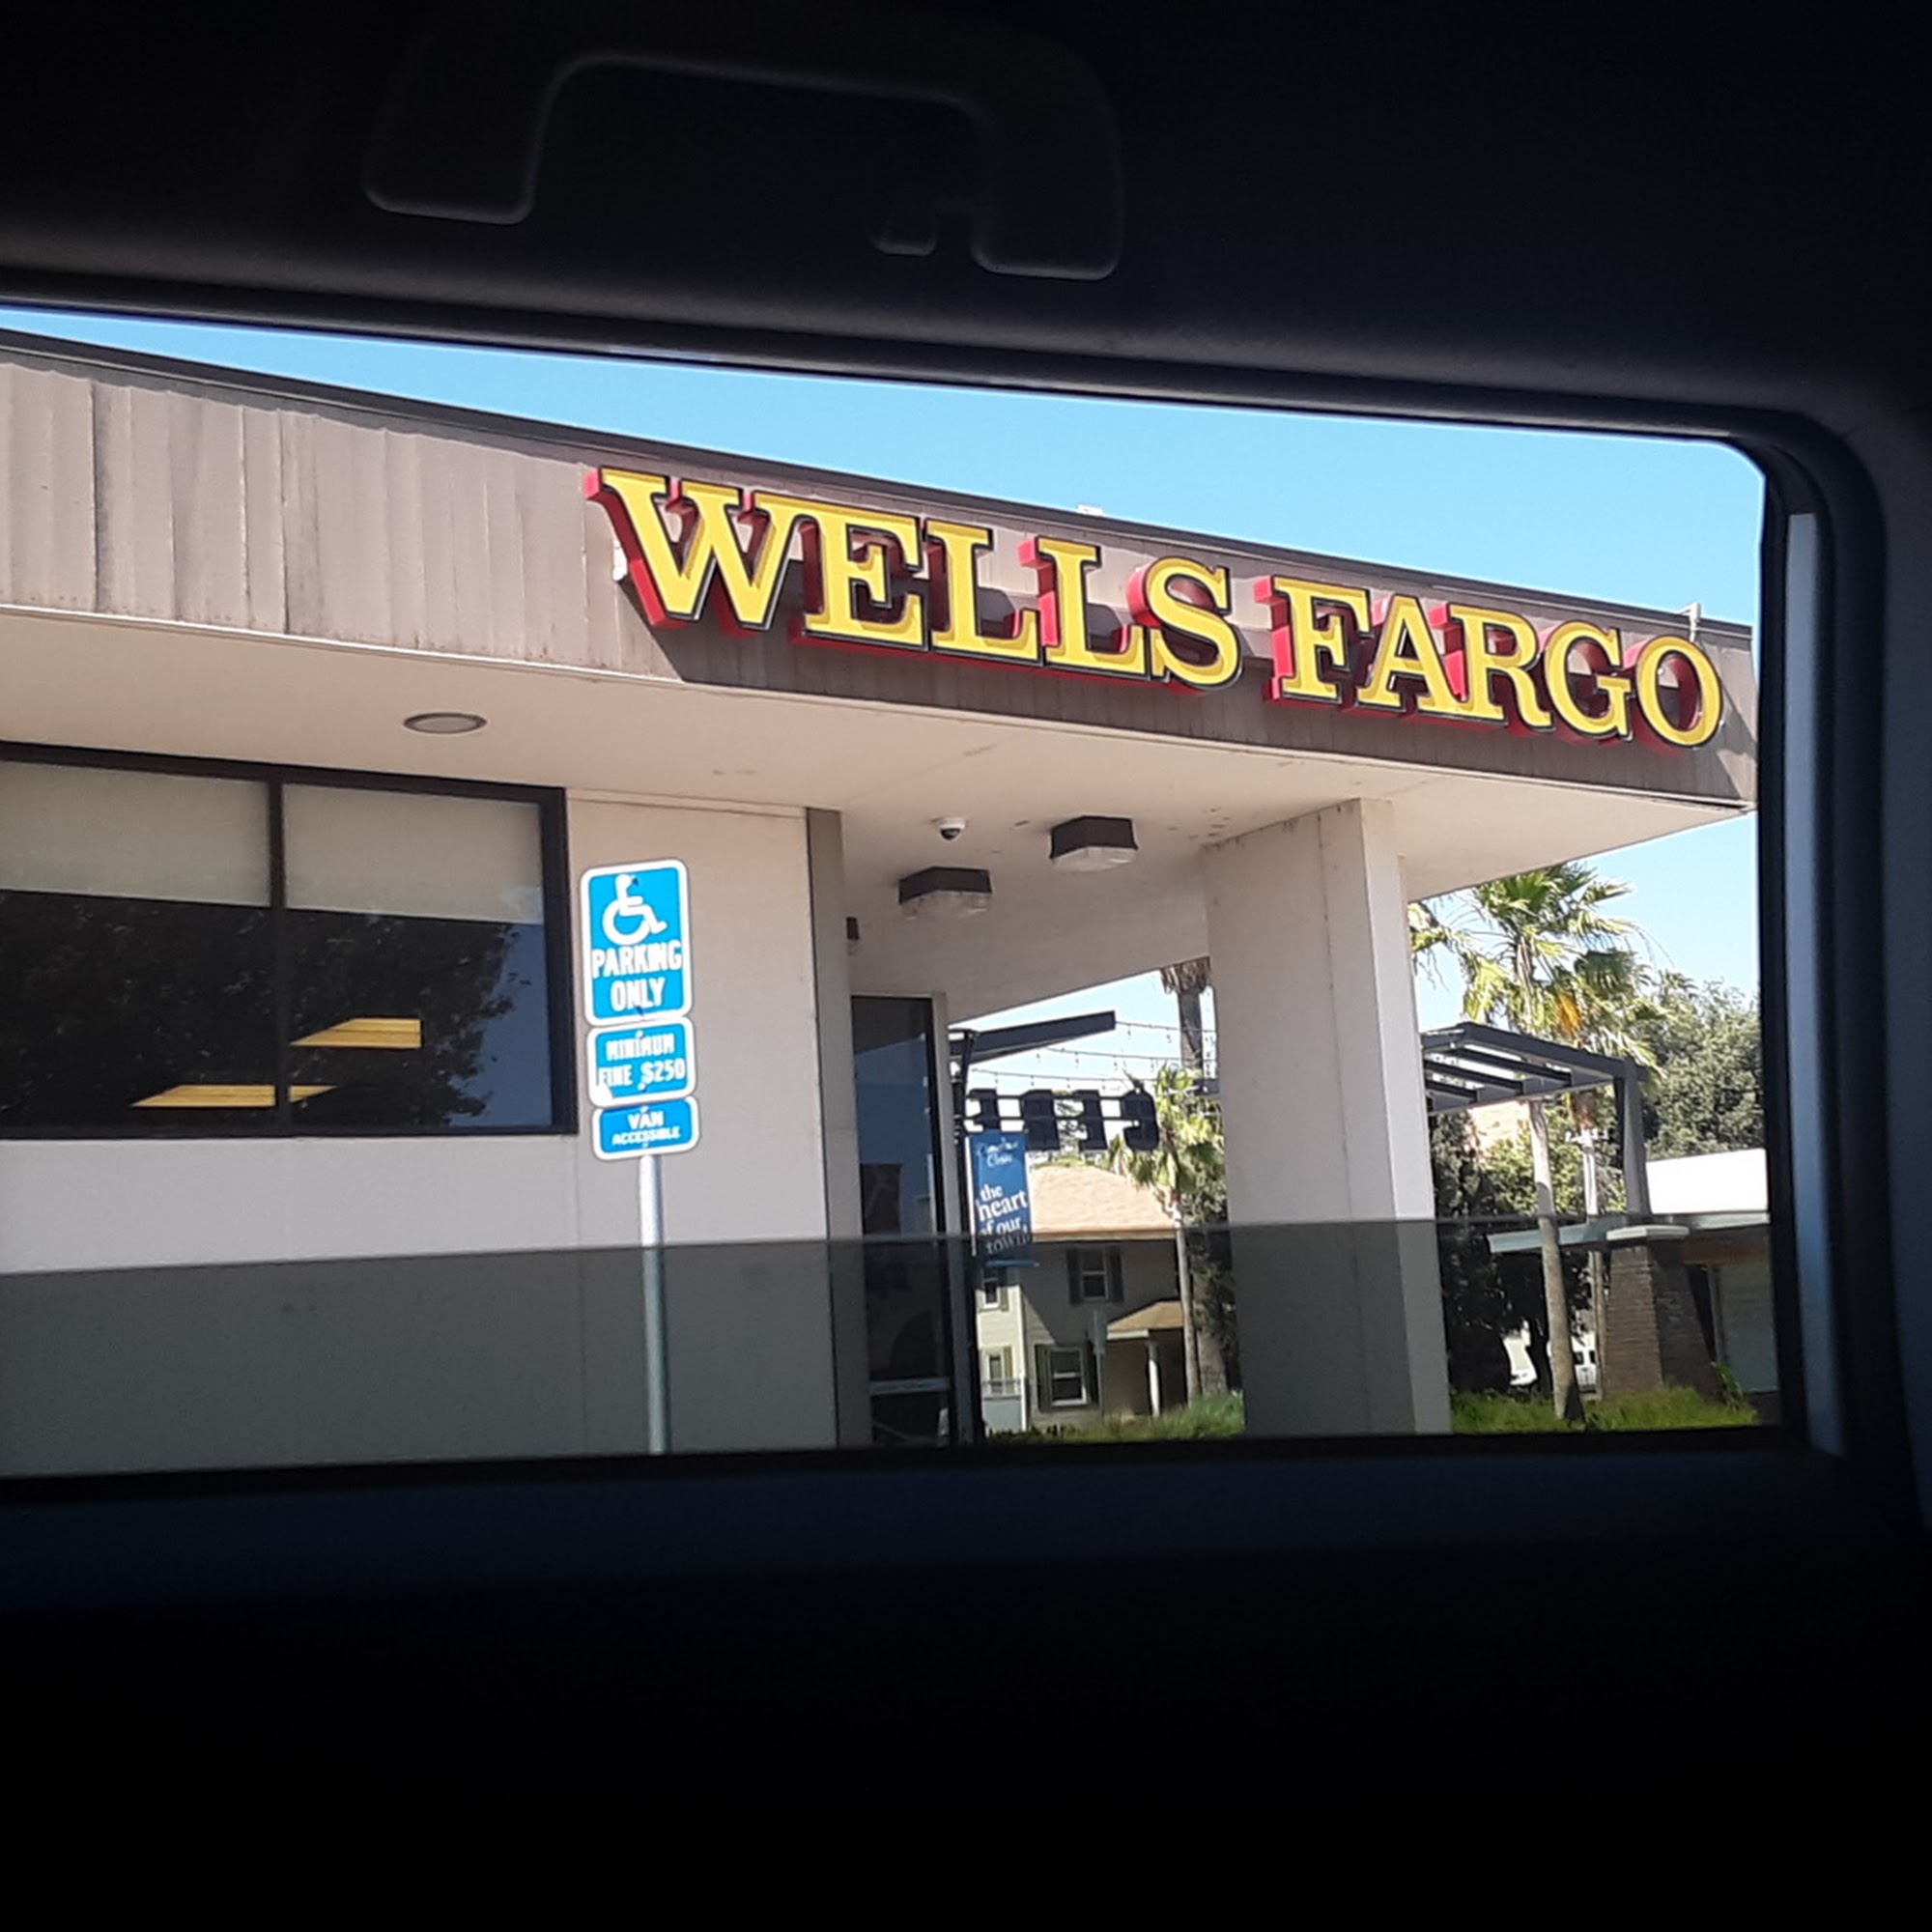 WELLS FARGO
PARKING
ONLY
MINIMUM
FINE $250
VAN
ACCESSIBLE
the
heart
of our
town